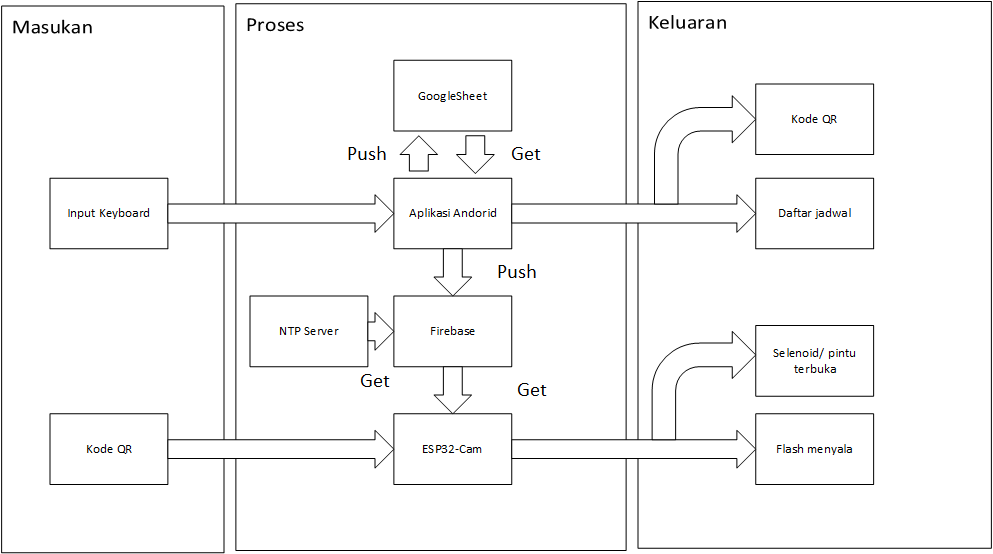 Masukan
Proses
Keluaran
GoogleSheet
Kode QR
Push
Get
Input Keyboard
Aplikasi Andorid
Daftar jadwal
Push
NTP Server
Firebase
Selenoid/ pintu
terbuka
Get
Get
Kode QR
ESP32-Cam
Flash menyala